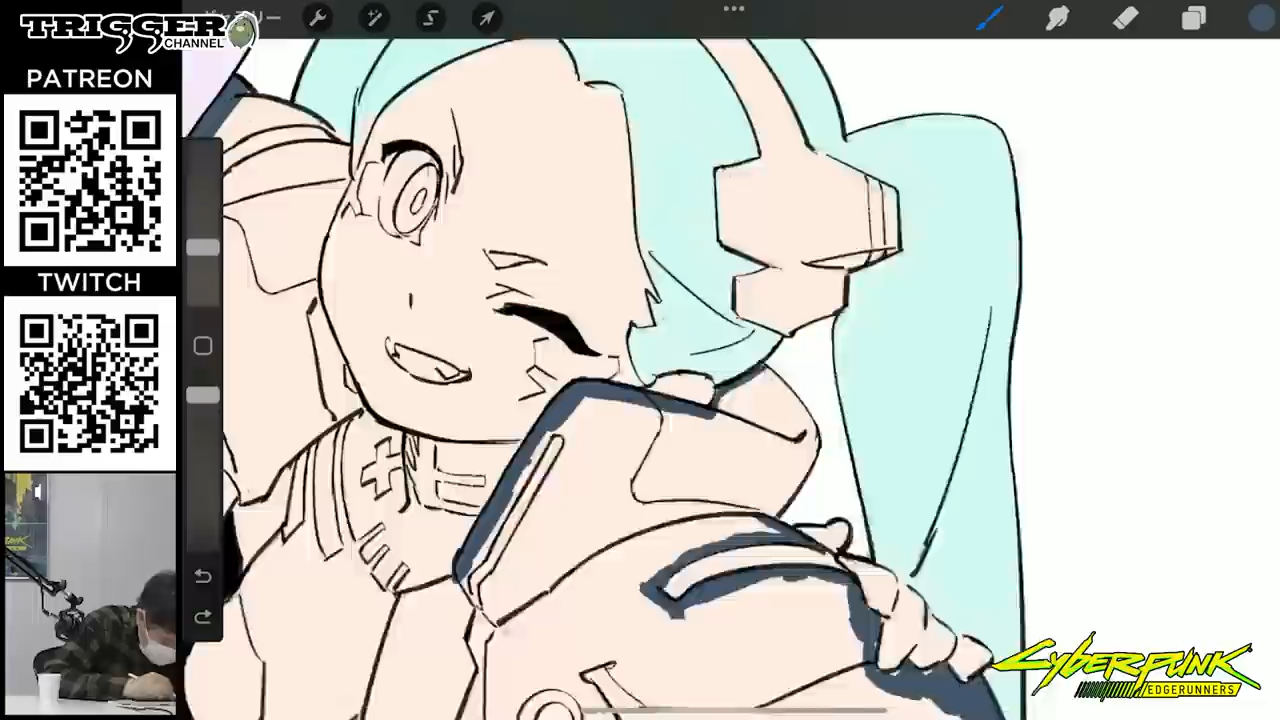 TRIGGER
CHANNEL
PATREON
TWITCH
CYBERPUNK
EDGERUNNERS